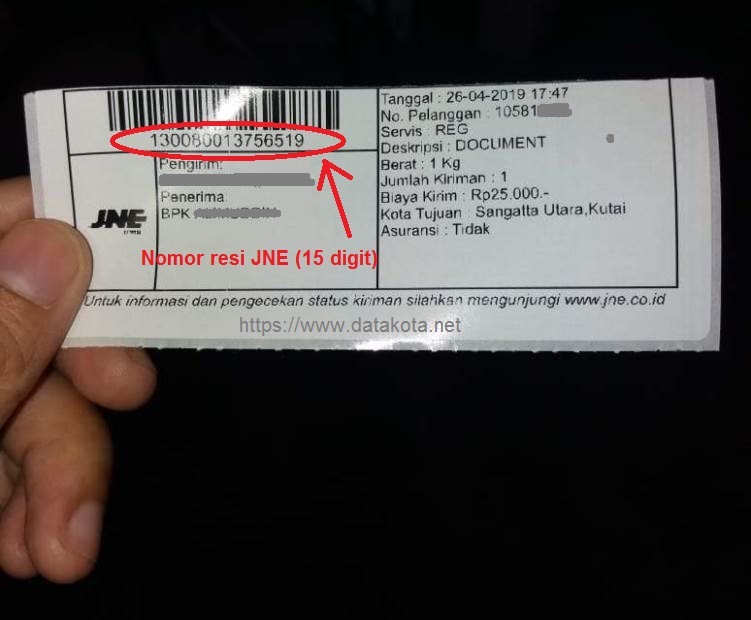 130080013756519
Pengirim:
Penerima
BPK
JNE
Nomor resi JNE (15 digit)
Tanggal : 26-04-2019 17:47
No. Pelanggan : 10581
Servis : REG
Deskripsi : DOCUMENT
Berat : 1 Kg
Jumlah Kiriman : 1
Biaya Kirim : Rp25.000.-
Kota Tujuan : Sangatta Utara,Kutai
Asuransi : Tidak
Untuk informasi dan pengecekan status kiriman silahkan mengunjungi www.jne.co.id
https://www.datakota.net